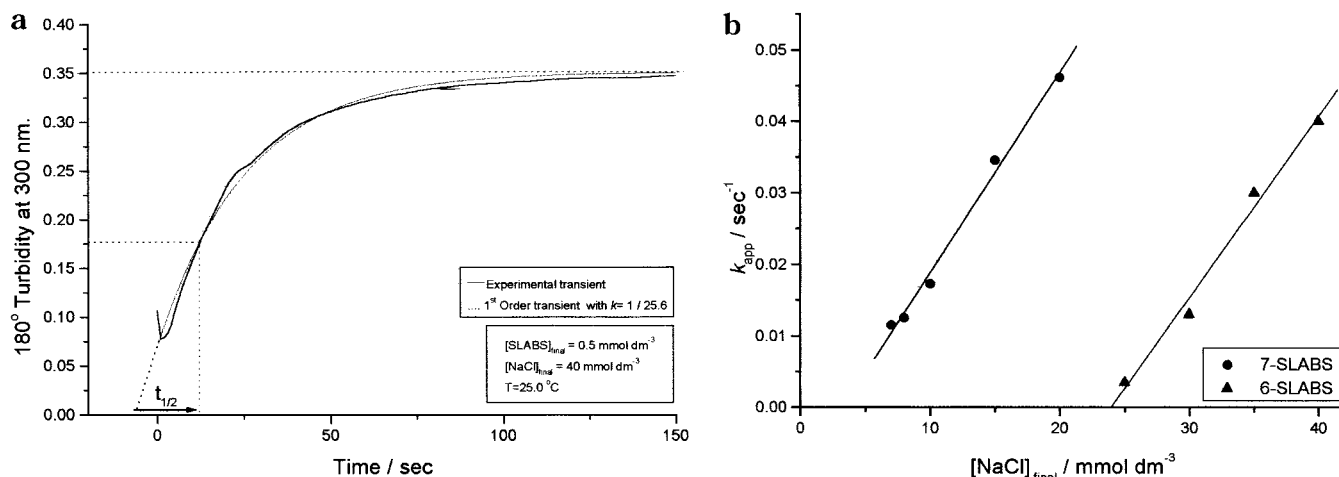 a
180° Turbidity at 300 nm.
0.40
0.35
0.30
0.25
0.20
0.15
0.10
0.05
0.00
t1/2
Experimental transient
1st Order transient with k= 1 / 25.6
[SLABS]final = 0.5 mmol dm-3
[NaCl]final = 40 mmol dm-3
T=25.0 °C
0 50 100 150
Time / sec
b
kapp / sec-1
0.05
0.04
0.03
0.02
0.01
0.00
7-SLABS
6-SLABS
0 10 20 30 40
[NaCl]final / mmol dm-3